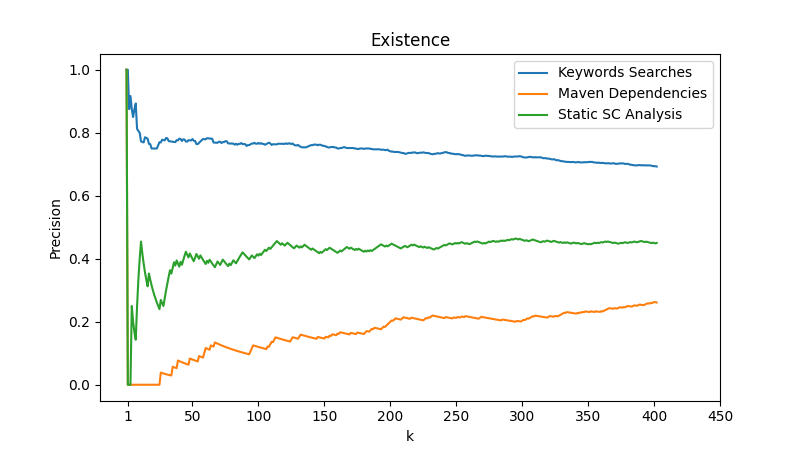 Existence
Keywords Searches
Maven Dependencies
Static SC Analysis
Precision
1.0
0.8
0.6
0.4
0.2
0.0
1 50 100 150 200 250 300 350 400 450
k